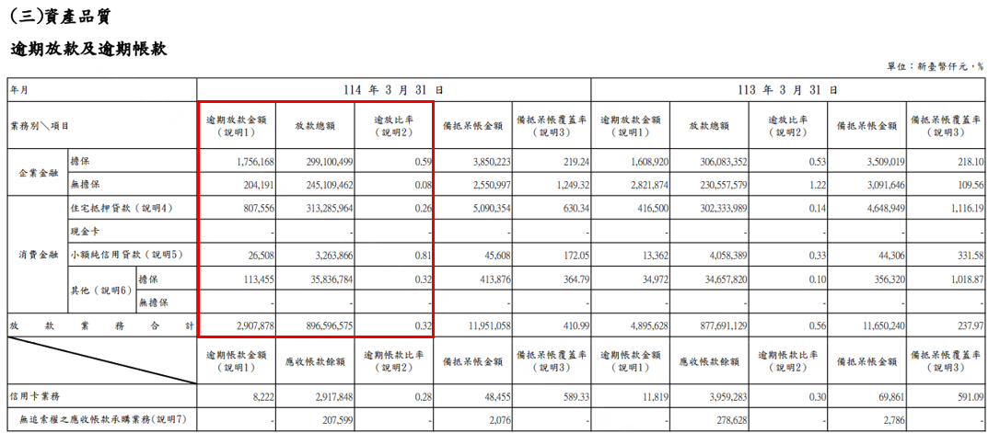 (三)資產品質
逾期放款及逾期帳款
單位：新臺幣仟元，%
年月 114 年 3 月 31 日 113 年 3 月 31 日
業務別＼項目 逾期放款金額(說明1) 放款總額 逾放比率(說明2) 備抵呆帳金額 備抵呆帳覆蓋率(說明3) 逾期放款金額(說明1) 放款總額 逾放比率(說明2) 備抵呆帳金額 備抵呆帳覆蓋率(說明3)
企業金融 擔保 1,756,168 299,100,499 0.59 3,850,223 219.24 1,608,920 306,083,352 0.53 3,509,019 218.10
無擔保 204,191 245,109,462 0.08 2,550,997 1,249.32 2,821,874 230,557,579 1.22 3,091,646 109.56
消費金融 住宅抵押貸款(說明4) 807,556 313,285,964 0.26 5,090,354 630.34 416,500 302,333,989 0.14 4,648,949 1,116.19
現金卡 - - - - - - - - - -
小額純信用貸款(說明5) 26,508 3,263,866 0.81 45,608 172.05 13,362 4,058,389 0.33 44,306 331.58
其他(說明6) 擔保 113,455 35,836,784 0.32 413,876 364.79 34,972 34,657,820 0.10 356,320 1,018.87
無擔保 - - - - - - - - - -
放款業務合計 2,907,878 896,596,575 0.32 11,951,058 410.99 4,895,628 877,691,129 0.56 11,650,240 237.97
逾期帳款金額(說明1) 應收帳款餘額 逾期帳款比率(說明2) 備抵呆帳金額 備抵呆帳覆蓋率(說明3) 逾期帳款金額(說明1) 應收帳款餘額 逾期帳款比率(說明2) 備抵呆帳金額 備抵呆帳覆蓋率(說明3)
信用卡業務 8,222 2,917,848 0.28 48,455 589.33 11,819 3,959,283 0.30 69,861 591.09
無追索權之應收帳款承購業務(說明7) - 207,599 - 2,076 - - 278,628 - 2,786 -